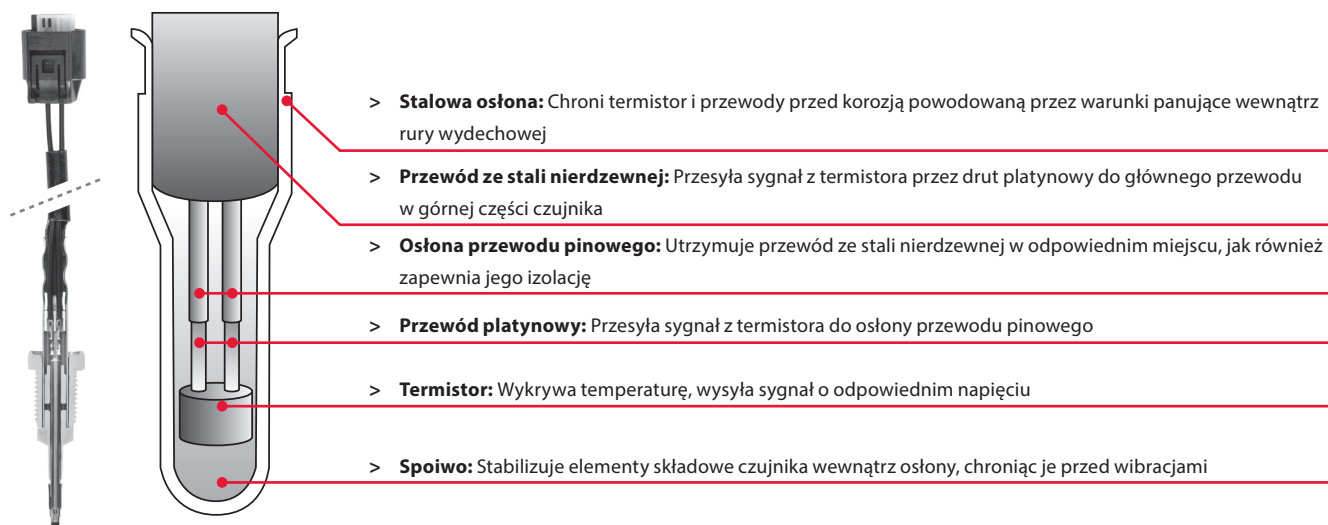 > Stalowa osłona: Chroni termistor i przewody przed korozją powodowaną przez warunki panujące wewnątrz
rury wydechowej
> Przewód ze stali nierdzewnej: Przesyła sygnał z termistora przez drut platynowy do głównego przewodu
w górnej części czujnika
> Osłona przewodu pinowego: Utrzymuje przewód ze stali nierdzewnej w odpowiednim miejscu, jak również
zapewnia jego izolację
> Przewód platynowy: Przesyła sygnał z termistora do osłony przewodu pinowego
> Termistor: Wykrywa temperaturę, wysyła sygnał o odpowiednim napięciu
> Spoiwo: Stabilizuje elementy składowe czujnika wewnątrz osłony, chroniąc je przed wibracjami